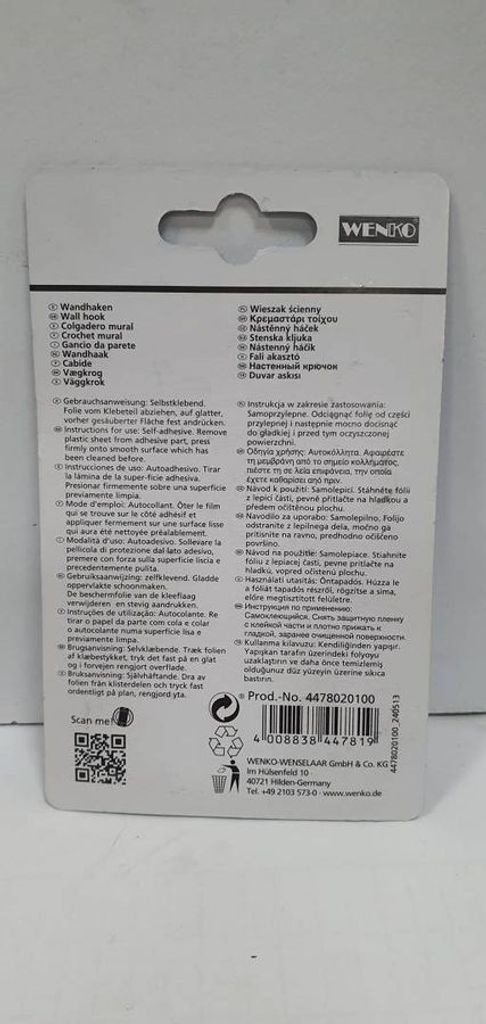 WENKO
Wandhaken
Wall hook
Colgadero mural
Crochet mural
Gancio da parete
Wandhaak
Cabide
Vægkrog
Väggkrok
Gebrauchsanweisung: Selbstklebend.
Folie vom Klebeteil abziehen, auf glatter,
vorher gesäuberter Fläche fest andrücken.
Instructions for use: Self-adhesive. Remove
plastic sheet from adhesive part, press
firmly onto smooth surface which has
been cleaned before.
Instrucciones de uso: Autoadhesivo. Tirar
la lámina de la super-ficie adhesiva.
Presionar firmemente sobre una superficie
previamente limpia.
Mode d'emploi: Autocollant. Ôter le film
qui se trouve sur le côté adhésif et
appliquer fermement sur une surface lisse
qui aura été nettoyée préalablement.
Modalità d'uso: Autoadesivo. Sollevare la
pellicola di protezione dal lato adesivo,
premere con forza sulla superficie liscia e
precedentemente pulita.
Gebruiksaanwijzing: zelfklevend. Gladde
oppervlakte schoonmaken.
De beschermfolie van de kleeflaag
verwijderen en stevig aandrukken.
Instruções de utilização: Autocolante. Re
tirar o papel da parte com cola e colar
o autocolante numa superfície lisa e
previamente limpa.
Brugsanvisning: Selvklæbende. Træk folien
af klæbestykket, tryk det fast på en glat
og i forvejen rengjort overflade.
Bruksanvisning: Självhäftande. Dra av
folien från klisterdelen och tryck fast
ordentligt på plan, rengjord yta.
Scan me
Wieszak ścienny
Κρεμαστάρι τοίχου
Nástěnný háček
Stenska kljuka
Nástenný háčik
Fali akasztó
Настенный крючок
Duvar askısı
Instrukcja w zakresie zastosowania:
Samoprzylepne. Odciągnąć folię od części
przylepnej i następnie mocno docisnąć
do gładkiej i przed tym oczyszczonej
powierzchni.
Οδηγία χρήσης: Αυτοκόλλητα. Αφαιρέστε
τη μεμβράνη από το σημείο κολλήματος,
πιέστε τη σε λεία επιφάνεια, την οποία
έχετε καθαρίσει από πριν.
Návod k použití: Samolepicí. Stáhněte fólii
z lepicí části, pevně přitlačte na hladkou a
předem očištěnou plochu.
Navodilo za uporabo: Samolepilno. Folijo
odstranite z lepilnega dela, močno ga
pritisnite na ravno, predhodno očiščeno
površino.
Návod na použitie: Samolepiace. Stiahnite
fóliu z lepiacej časti, pevne pritlačte na
hladkú, vopred očistenú plochu.
Használati utasítás: Öntapadós. Húzza le
a fóliát tapadós részről, rögzítse a sima,
előre megtisztított felületre.
Инструкция по применению:
Самоклеющийся. Снять защитную пленку
с клейкой части и плотно прижать к
гладкой, заранее очищенной поверхности.
Kullanma kılavuzu: Kendiliğinden yapışır.
Yapışkan tarafın üzerindeki folyoyu
uzaklaştırın ve daha önce temizlemiş
olduğunuz düz yüzeyin üzerine sıkıca
bastırın.
Prod.-No. 4478020100
4 008838 447819
4478020100_240513
WENKO-WENSELAAR GmbH & Co. KG
Im Hülsenfeld 10
40721 Hilden-Germany
Tel. +49 2103 573-0 · www.wenko.de